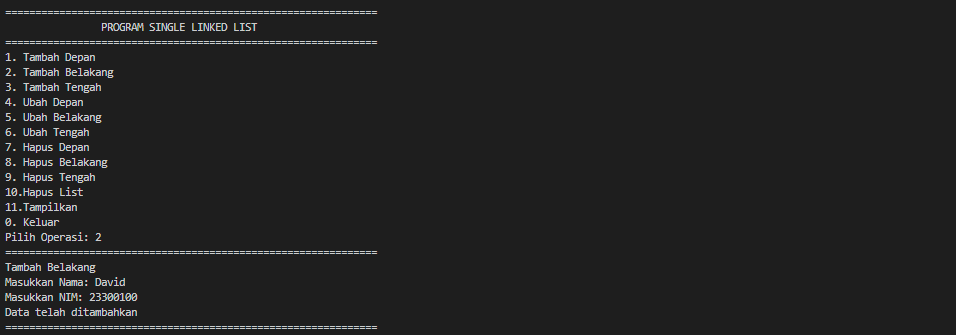 ==============================================================
PROGRAM SINGLE LINKED LIST
==============================================================
1. Tambah Depan
2. Tambah Belakang
3. Tambah Tengah
4. Ubah Depan
5. Ubah Belakang
6. Ubah Tengah
7. Hapus Depan
8. Hapus Belakang
9. Hapus Tengah
10.Hapus List
11.Tampilkan
0. Keluar
Pilih Operasi: 2
==============================================================
Tambah Belakang
Masukkan Nama: David
Masukkan NIM: 23300100
Data telah ditambahkan
==============================================================